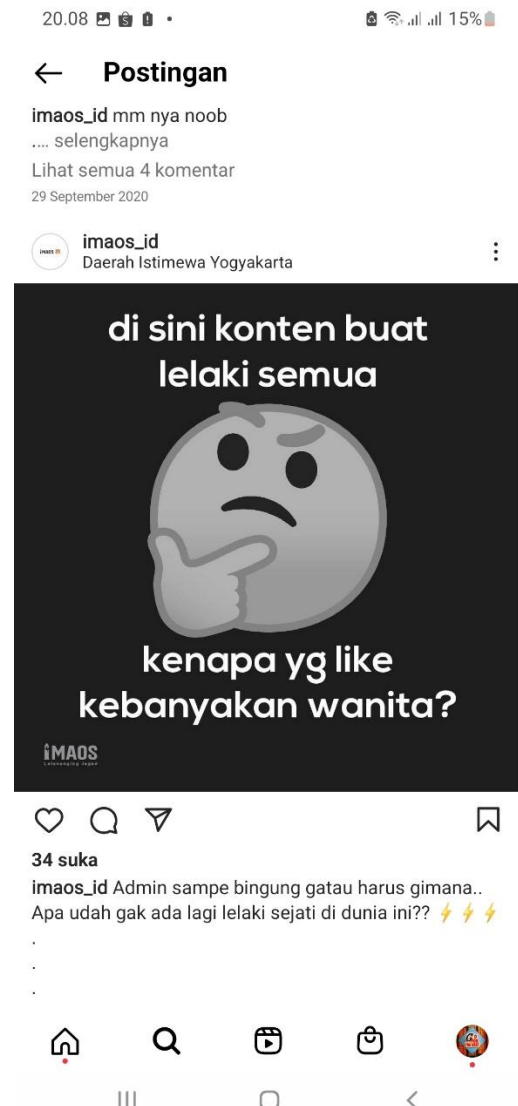 20.08
15%
Postingan
imaos_id mm nya noob
.... selengkapnya
Lihat semua 4 komentar
29 September 2020
imaos_id
Daerah Istimewa Yogyakarta
di sini konten buat
lelaki semua
kenapa yg like
kebanyakan wanita?
iMAOS
34 suka
imaos_id Admin sampe bingung gatau harus gimana..
Apa udah gak ada lagi lelaki sejati di dunia ini?? ⚡⚡⚡
.
.
.